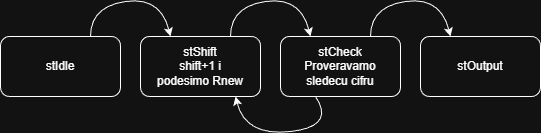 stIdle
stShift
shift+1 i
podesimo Rnew
stCheck
Proveravamo
sledecu cifru
stOutput